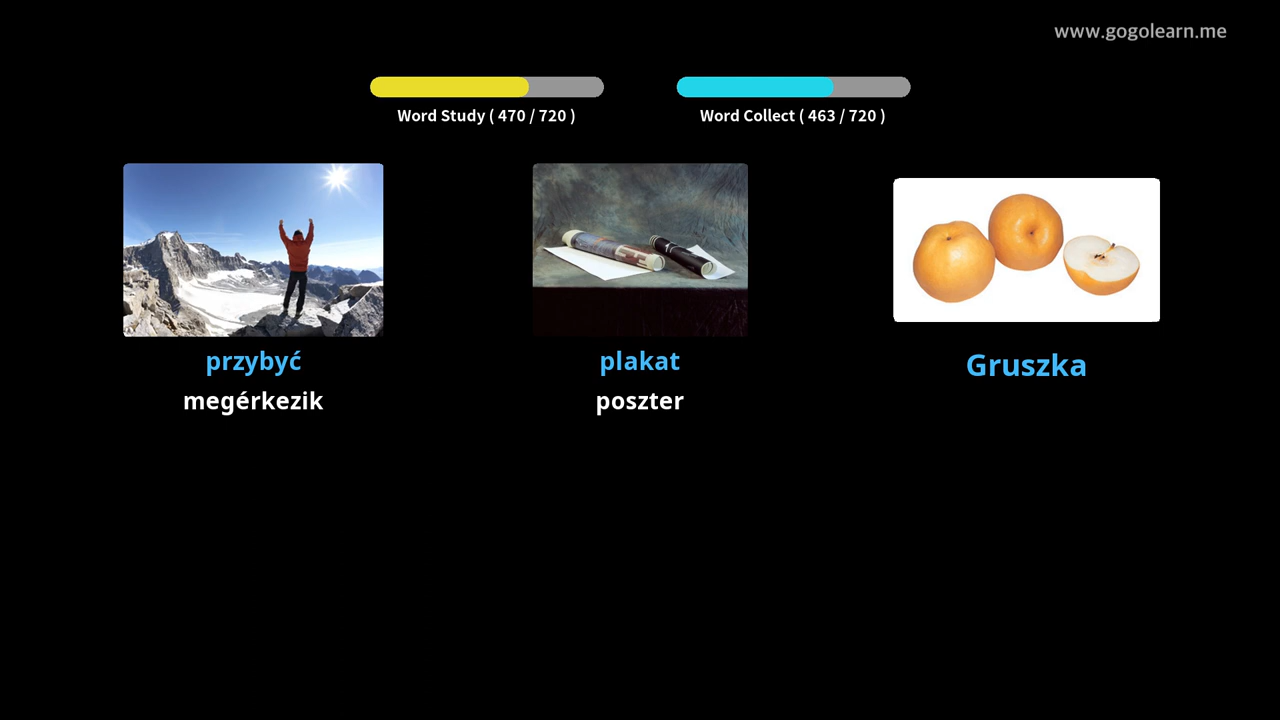 www.gogolearn.me
Word Study ( 470 / 720 )
Word Collect ( 463 / 720 )
przybyć
megérkezik
plakat
poszter
Gruszka